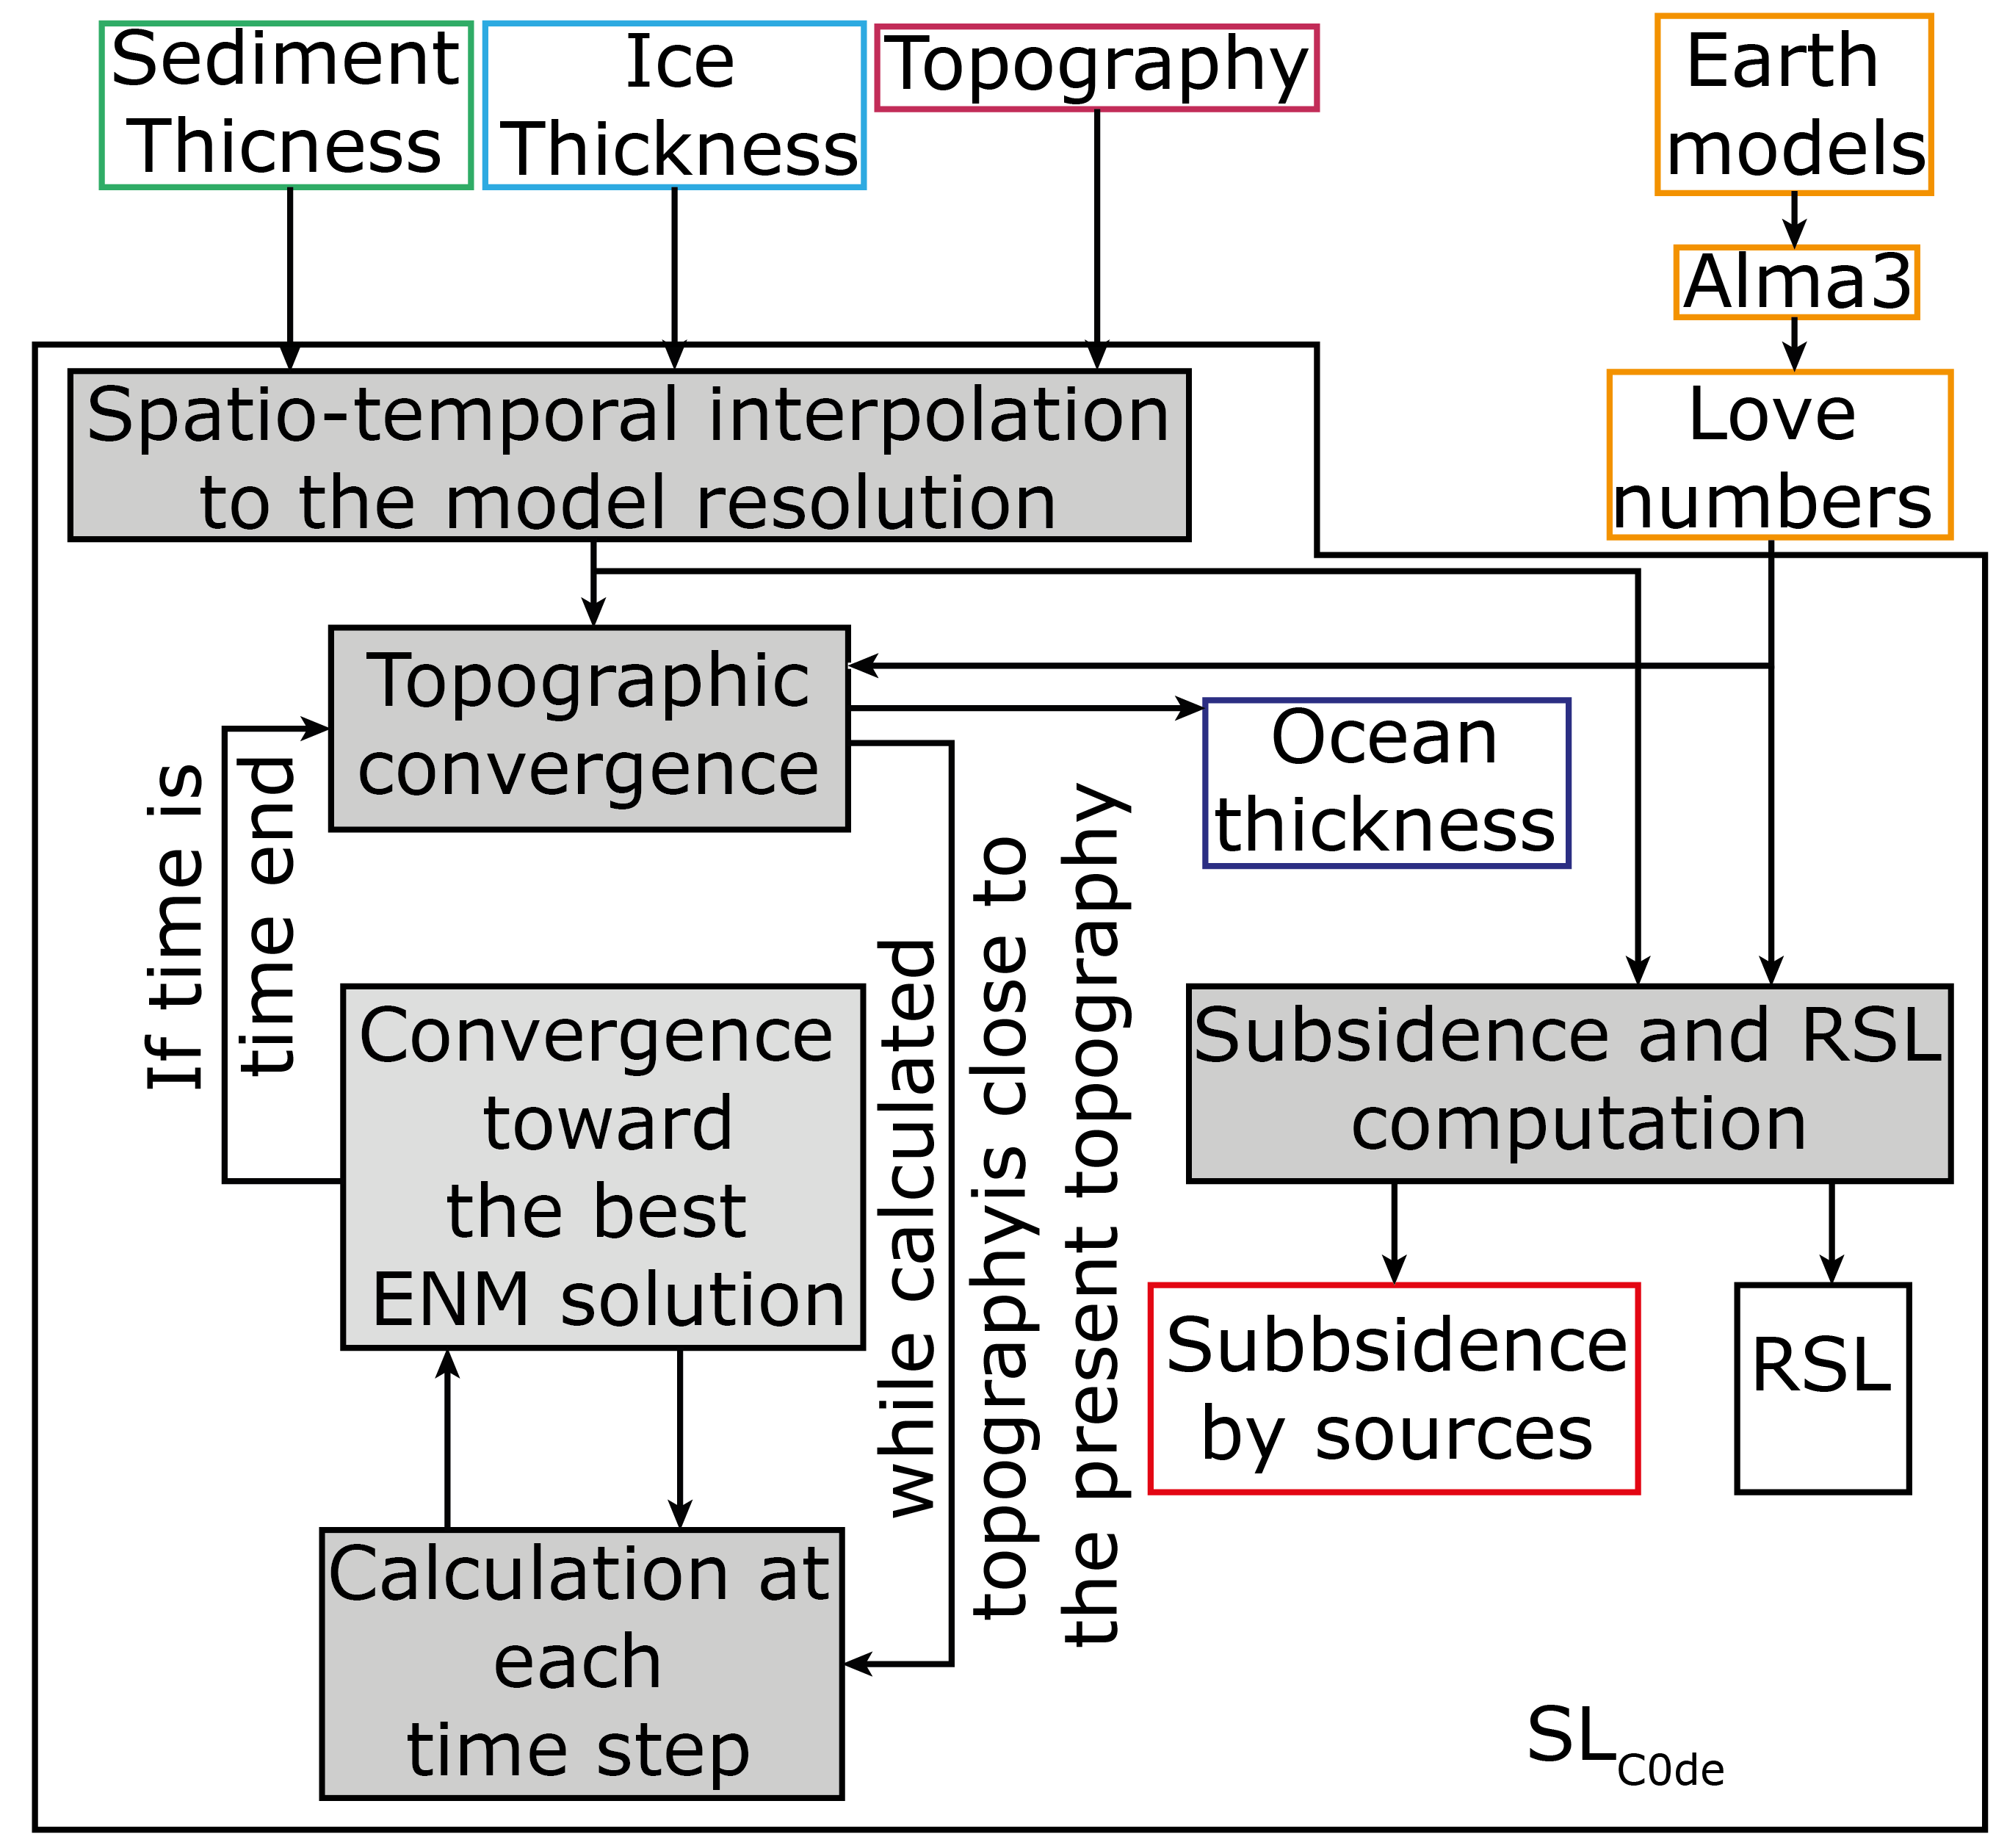 Sediment
Thicness
Ice
Thickness
Topography
Earth
models
Alma3
Love
numbers
Spatio-temporal interpolation
to the model resolution
Topographic
convergence
Ocean
thickness
If time is
time end
Convergence
toward
the best
ENM solution
while calculated
topographyis close to
the present topography
Subsidence and RSL
computation
Subbsidence
by sources
RSL
Calculation at
each
time step
SLC0de